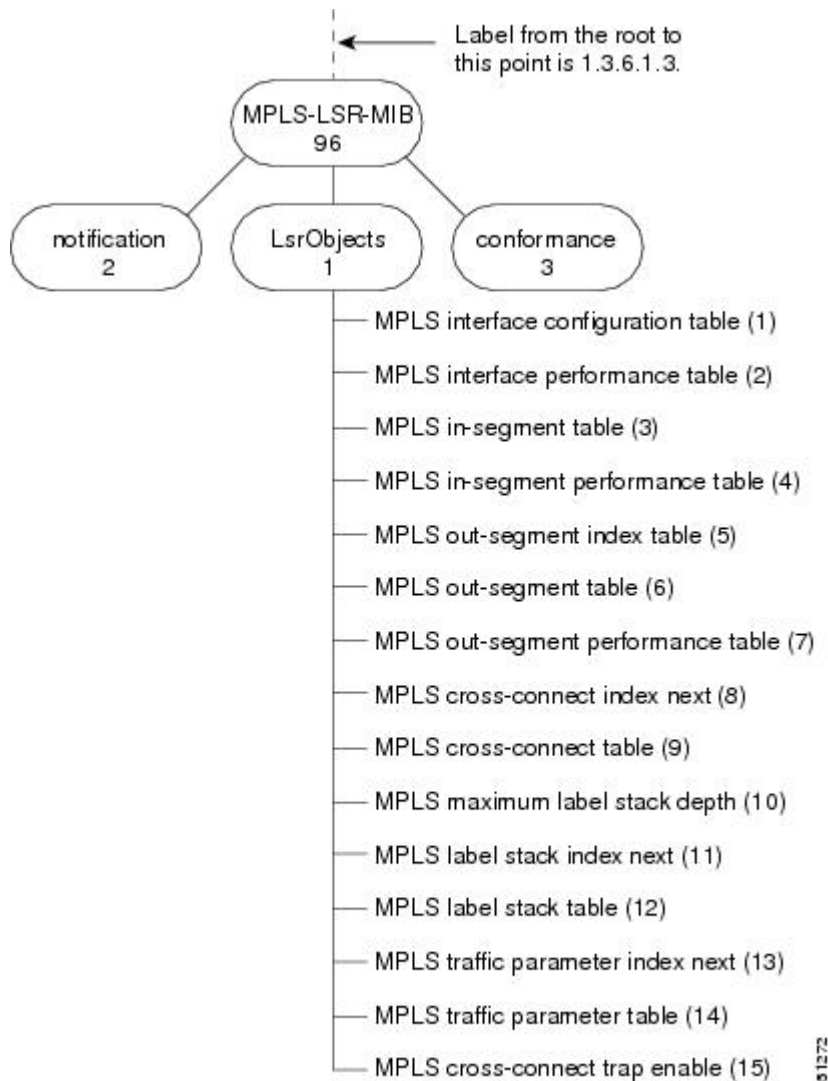 Label from the root to
this point is 1.3.6.1.3.
MPLS-LSR-MIB
96
notification
2
LsrObjects
1
conformance
3
MPLS interface configuration table (1)
MPLS interface performance table (2)
MPLS in-segment table (3)
MPLS in-segment performance table (4)
MPLS out-segment index table (5)
MPLS out-segment table (6)
MPLS out-segment performance table (7)
MPLS cross-connect index next (8)
MPLS cross-connect table (9)
MPLS maximum label stack depth (10)
MPLS label stack index next (11)
MPLS label stack table (12)
MPLS traffic parameter index next (13)
MPLS traffic parameter table (14)
MPLS cross-connect trap enable (15)
51272